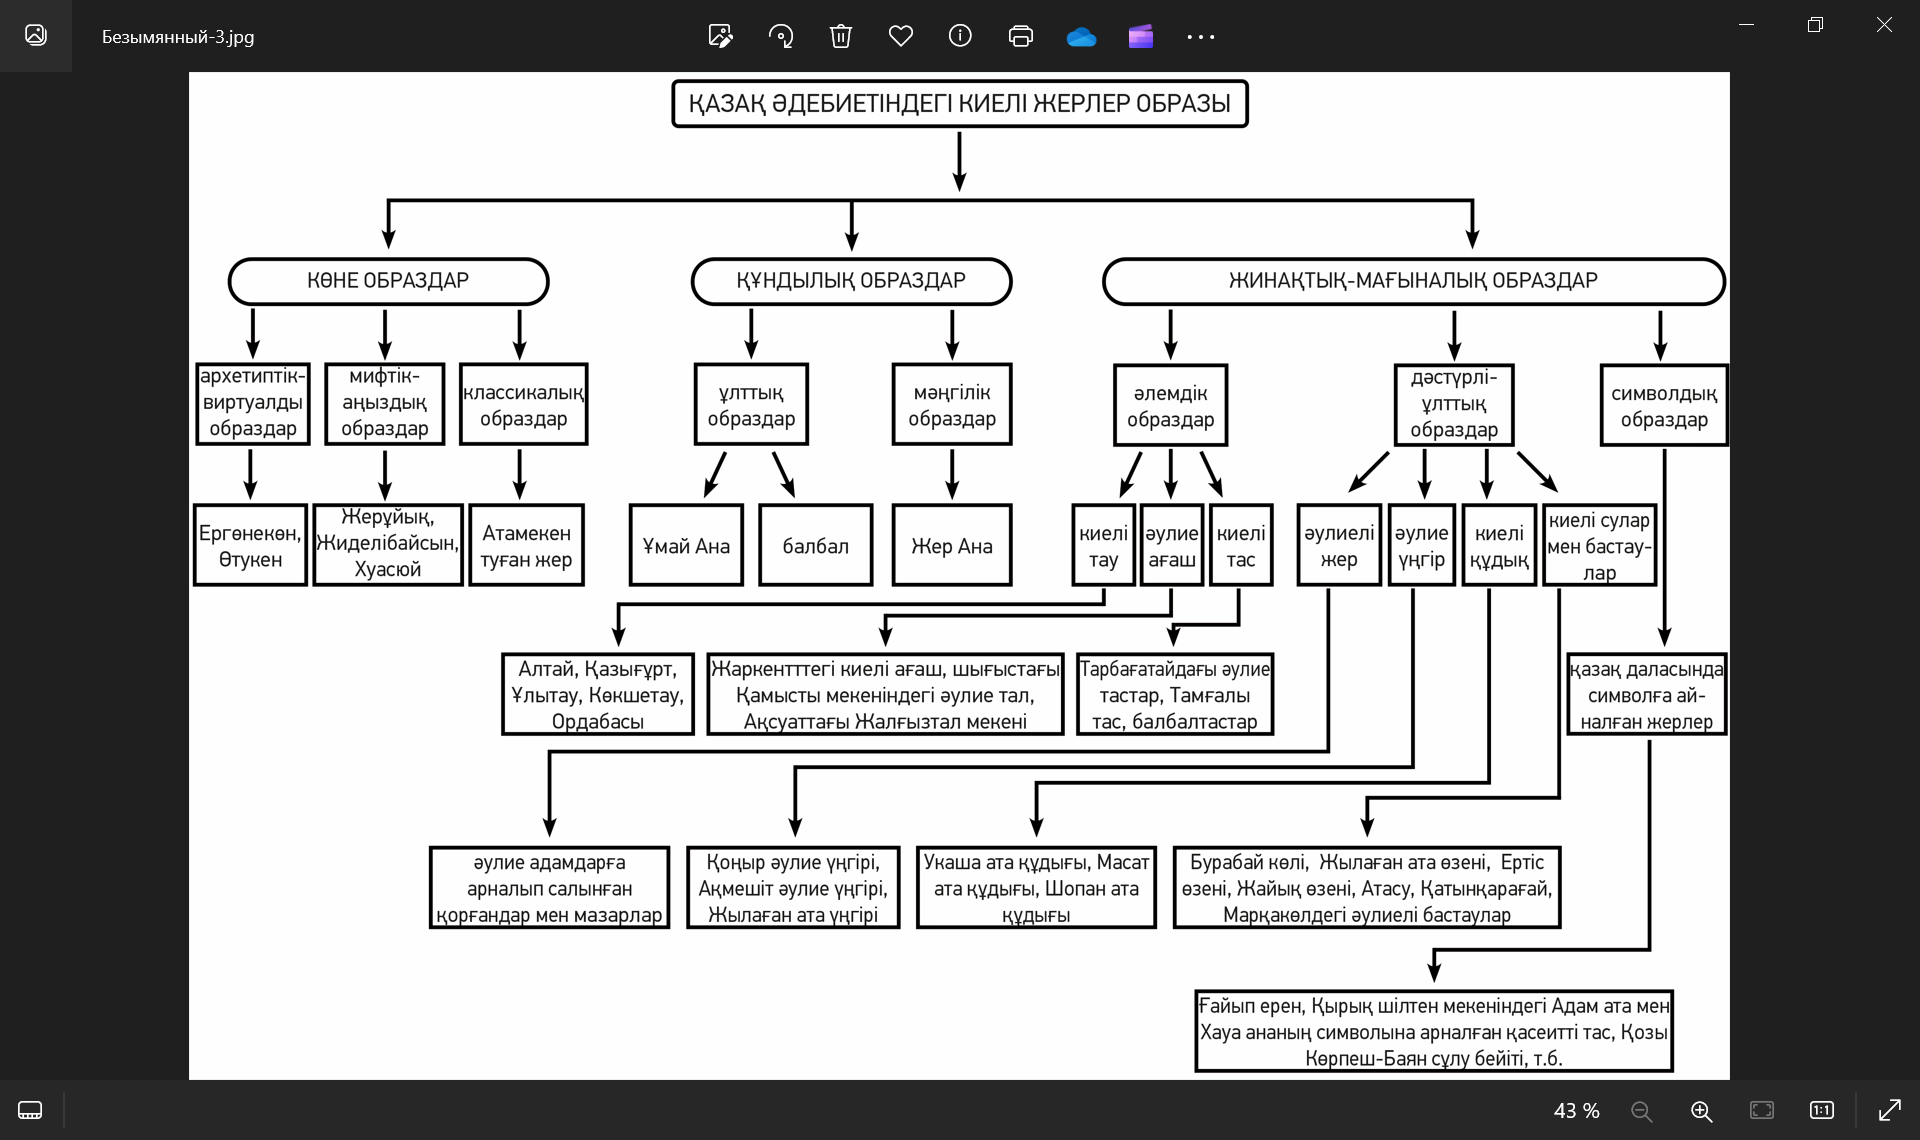 Безымянный-3.jpg
ҚАЗАҚ ӘДЕБИЕТІНДЕГІ КИЕЛІ ЖЕРЛЕР ОБРАЗЫ
КӨНЕ ОБРАЗДАР
ҚҰНДЫЛЫҚ ОБРАЗДАР
ЖИНАҚТЫҚ-МАҒЫНАЛЫҚ ОБРАЗДАР
архетиптік-
виртуалды
образдар
мифтік-
аңыздық
образдар
классикалық
образдар
ұлттық
образдар
мәңгілік
образдар
әлемдік
образдар
дәстүрлі-
ұлттық
образдар
символдық
образдар
Ергөнекөн,
Өтукен
Жерұйық,
Жиделібайсын,
Хуасюй
Атамекен
туған жер
Ұмай Ана
балбал
Жер Ана
киелі
тау
әулие
ағаш
киелі
тас
әулиелі
жер
әулие
үңгір
киелі
құдық
киелі сулар
мен бастау-
лар
Алтай, Қазығұрт,
Ұлытау, Көкшетау,
Ордабасы
Жаркентттегі киелі ағаш, шығыстағы
Қамысты мекеніндегі әулие тал,
Ақсуаттағы Жалғызтал мекені
Тарбағатайдағы әулие
тастар, Тамғалы
тас, балбалтастар
қазақ даласында
символға ай-
налған жерлер
әулие адамдарға
арналып салынған
қорғандар мен мазарлар
Қоңыр әулие үңгірі,
Ақмешіт әулие үңгірі,
Жылаған ата үңгірі
Укаша ата құдығы, Масат
ата құдығы, Шопан ата
құдығы
Бурабай көлі, Жылаған ата өзені, Ертіс
өзені, Жайық өзені, Атасу, Қатынқарағай,
Марқакөлдегі әулиелі бастаулар
Ғайып ерен, Қырық шілтен мекеніндегі Адам ата мен
Хауа ананың символына арналған қасеитті тас, Қозы
Көрпеш-Баян сұлу бейіті, т.б.
43 %
1:1